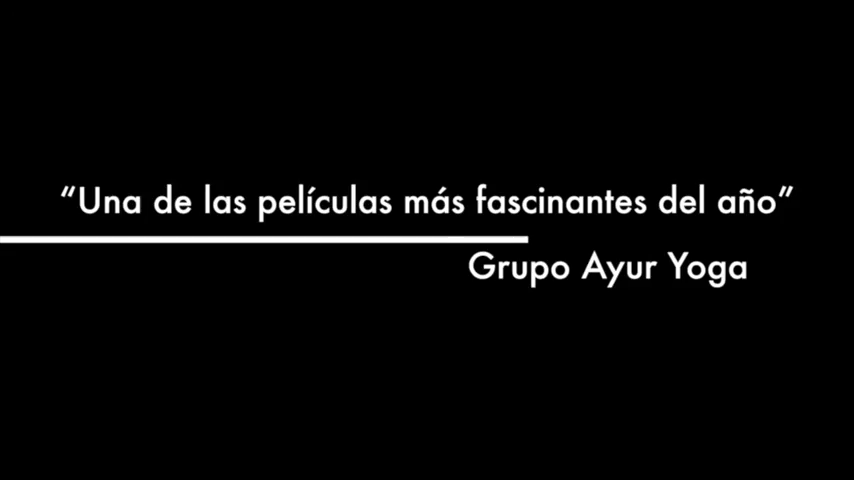 “Una de las películas más fascinantes del año”
Grupo Ayur Yoga